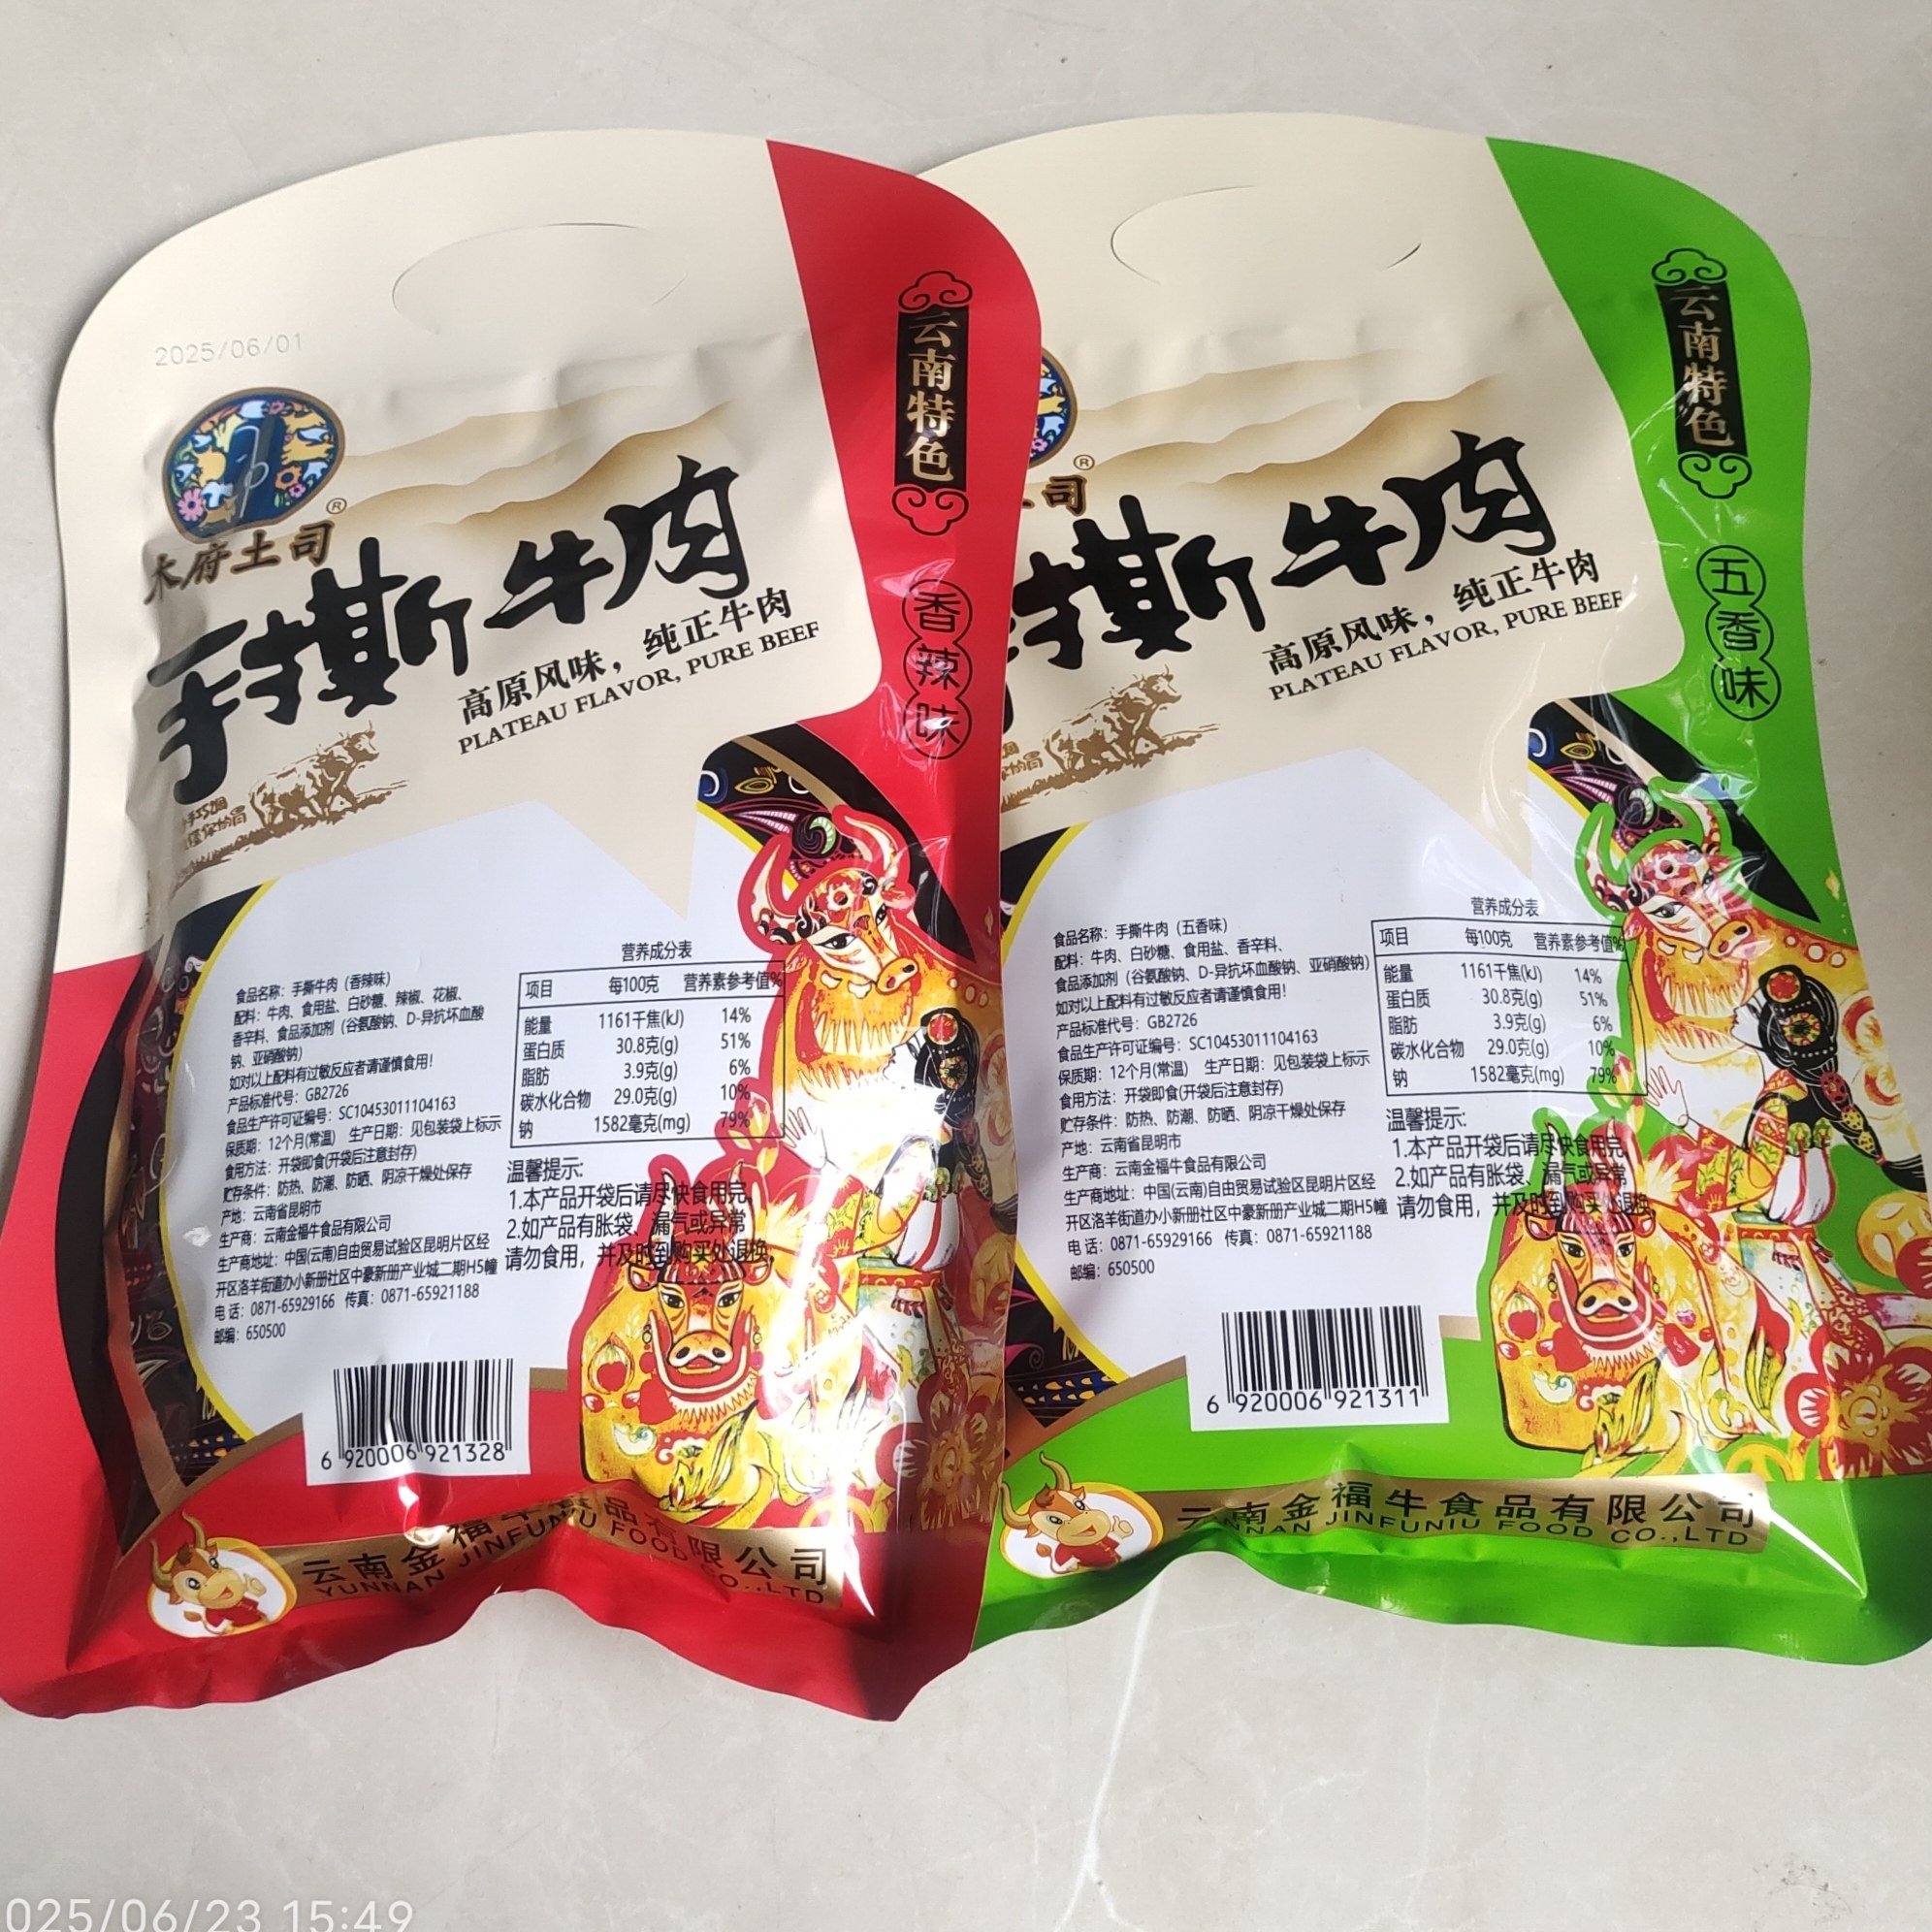 2025/06/01
木府土司®
手撕牛肉
高原风味，纯正牛肉
PLATEAU FLAVOR, PURE BEEF
云南特色
香辣味
食品名称：手撕牛肉（香辣味）
配料：牛肉、食用盐、白砂糖、辣椒、花椒、
香辛料、食品添加剂（谷氨酸钠、D-异抗坏血酸
钠、亚硝酸钠）
如对以上配料有过敏反应者请谨慎食用！
产品标准代号：GB2726
食品生产许可证编号：SC10453011104163
保质期：12个月(常温) 生产日期：见包装袋上标示
食用方法：开袋即食(开袋后注意封存)
贮存条件：防热、防潮、防晒、阴凉干燥处保存
产地：云南省昆明市
生产商：云南金福牛食品有限公司
生产商地址：中国(云南)自由贸易试验区昆明片区经
开区洛羊街道办小新册社区中豪新册产业城二期H5幢
电 话：0871-65929166 传真：0871-65921188
邮编：650500
营养成分表
项目 每100克 营养素参考值%
能量 1161千焦(kJ) 14%
蛋白质 30.8克(g) 51%
脂肪 3.9克(g) 6%
碳水化合物 29.0克(g) 10%
钠 1582毫克(mg) 79%
温馨提示:
1.本产品开袋后请尽快食用完,
2.如产品有胀袋、漏气或异常
请勿食用，并及时到购买处退换,
6 920006 921328
云南金福牛食品有限公司
YUNNAN JINFUNIU FOOD CO.,LTD
司®
撕牛肉
高原风味，纯正牛肉
PLATEAU FLAVOR, PURE BEEF
云南特色
五香味
食品名称：手撕牛肉（五香味）
配料：牛肉、白砂糖、食用盐、香辛料、
食品添加剂（谷氨酸钠、D-异抗坏血酸钠、亚硝酸钠）
如对以上配料有过敏反应者请谨慎食用！
产品标准代号：GB2726
食品生产许可证编号：SC10453011104163
保质期：12个月(常温) 生产日期：见包装袋上标示
食用方法：开袋即食(开袋后注意封存)
贮存条件：防热、防潮、防晒、阴凉干燥处保存
产地：云南省昆明市
生产商：云南金福牛食品有限公司
生产商地址：中国(云南)自由贸易试验区昆明片区经
开区洛羊街道办小新册社区中豪新册产业城二期H5幢
电 话：0871-65929166 传真：0871-65921188
邮编：650500
营养成分表
项目 每100克 营养素参考值%
能量 1161千焦(kJ) 14%
蛋白质 30.8克(g) 51%
脂肪 3.9克(g) 6%
碳水化合物 29.0克(g) 10%
钠 1582毫克(mg) 79%
温馨提示:
1.本产品开袋后请尽快食用完,
2.如产品有胀袋、漏气或异常
请勿食用，并及时到购买处退换,
6 920006 921311
云南金福牛食品有限公司
YUNNAN JINFUNIU FOOD CO.,LTD
025/06/23 15:49